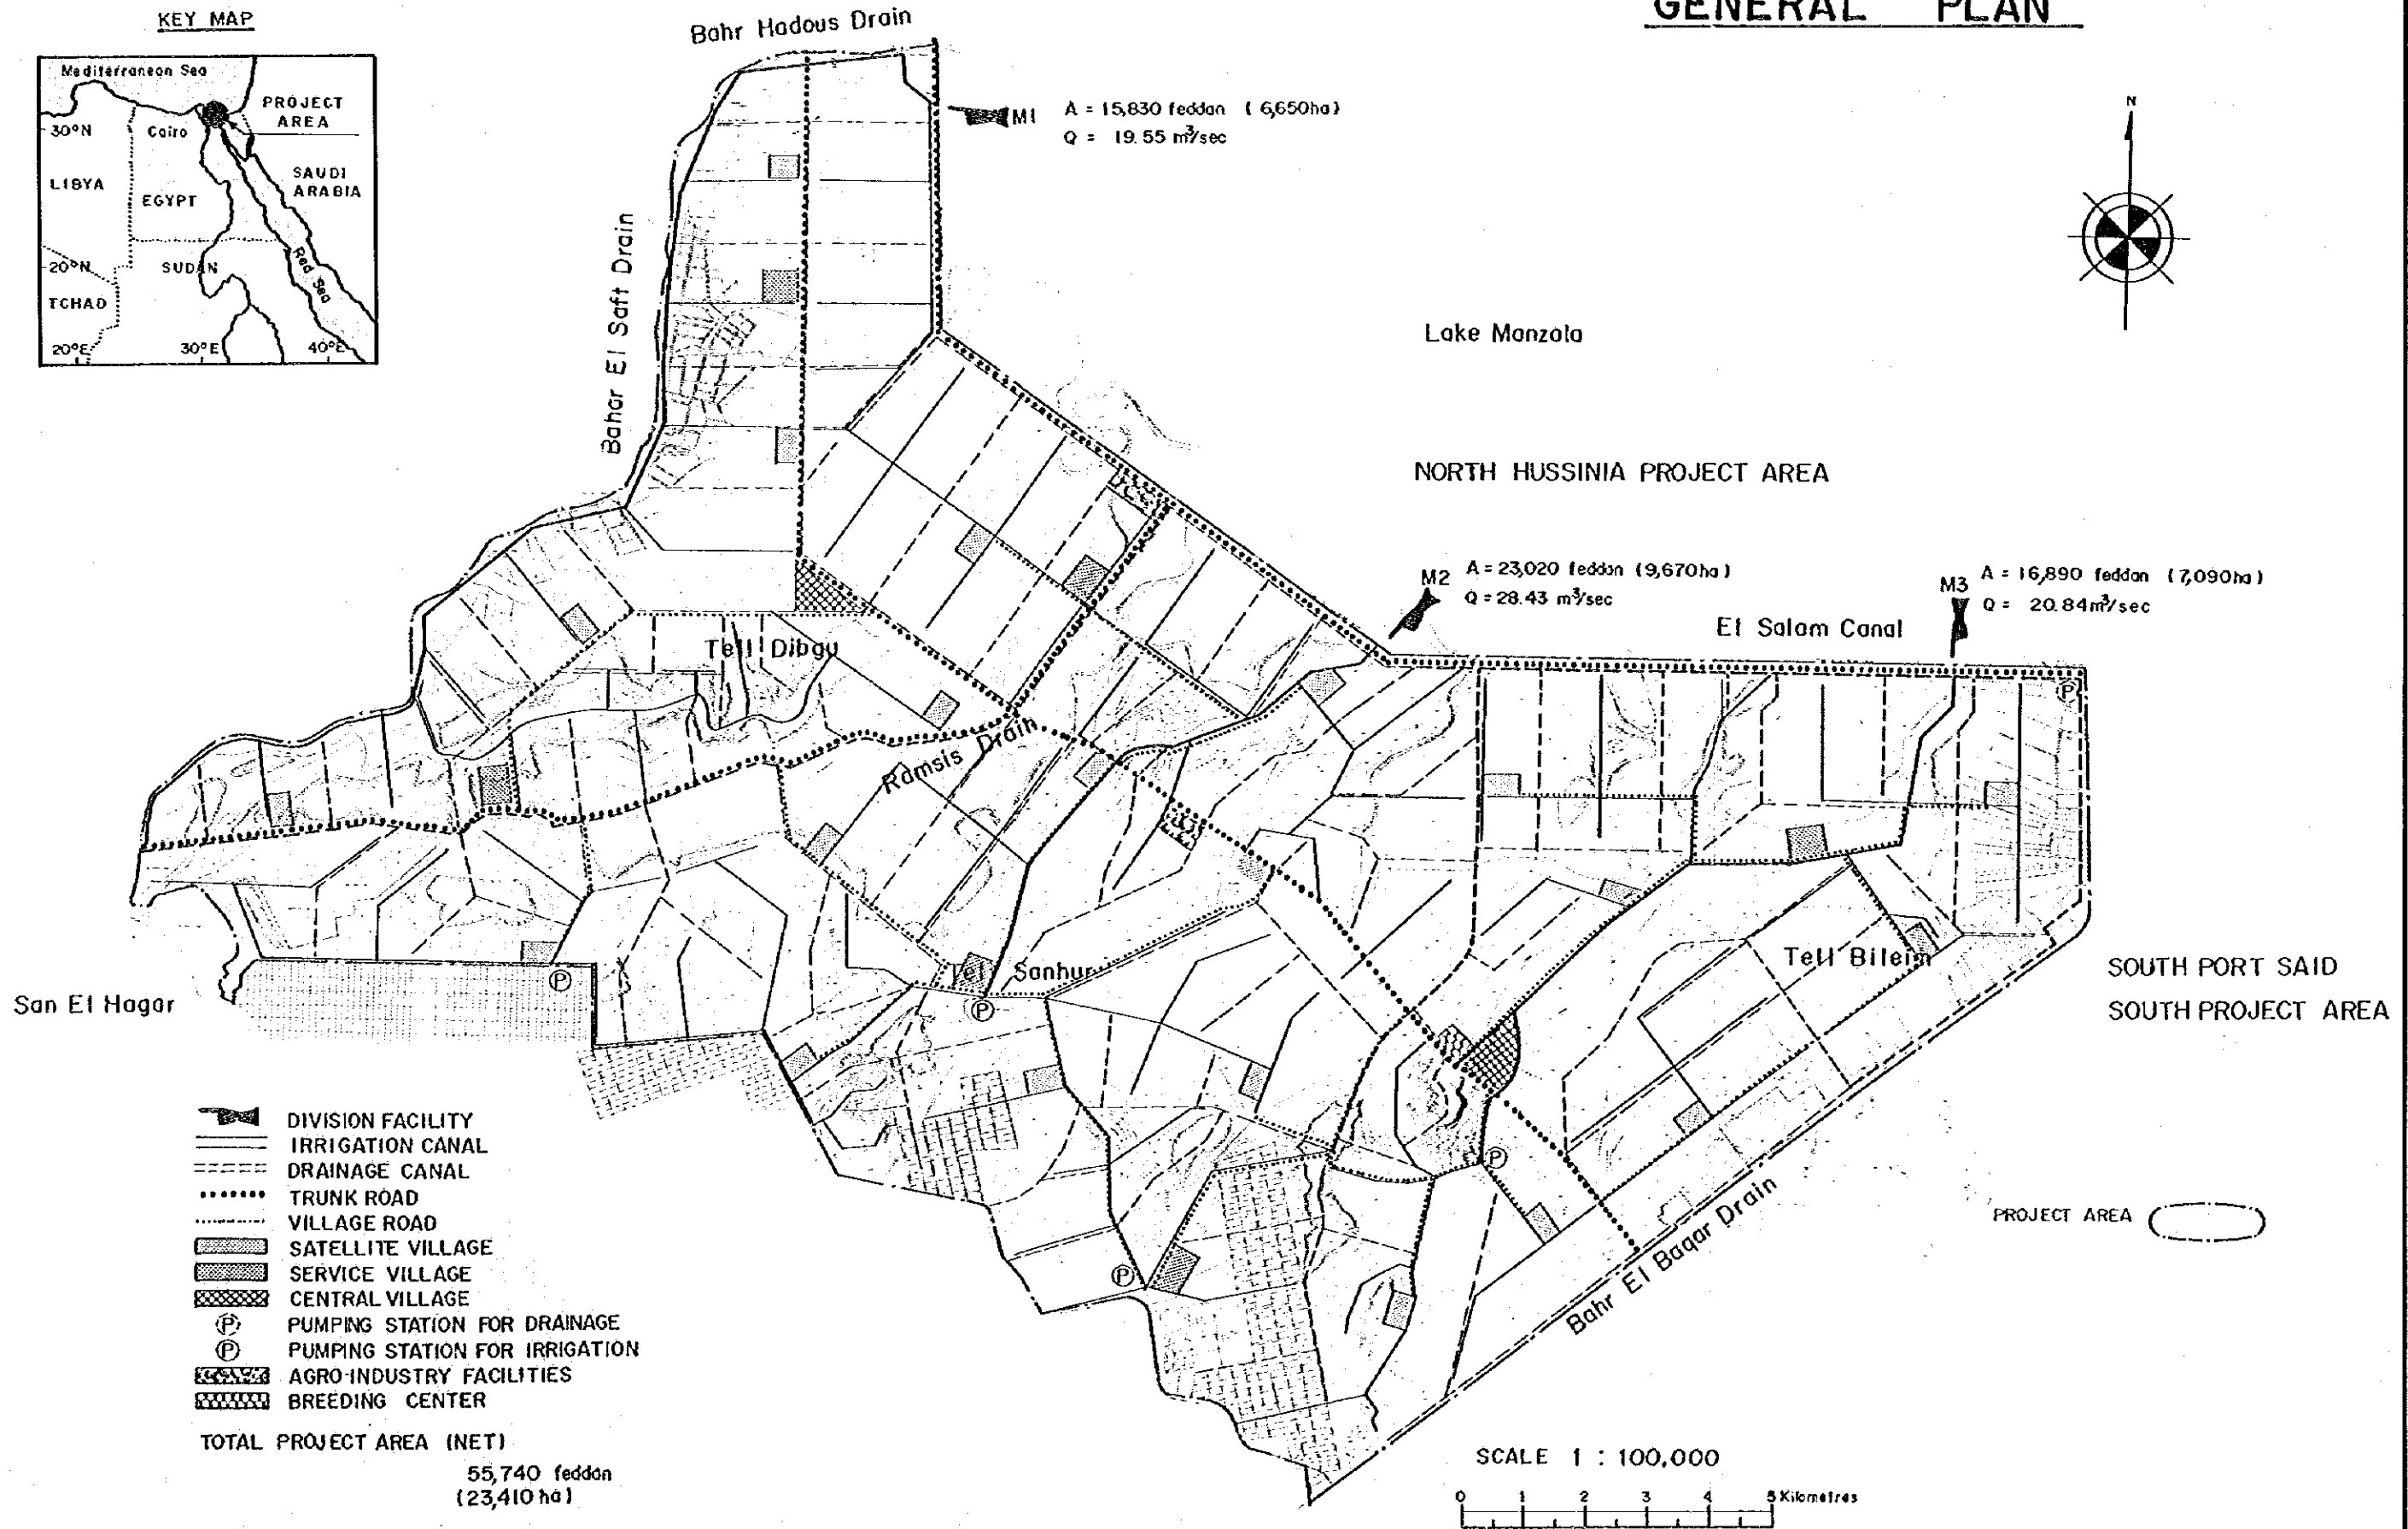 GENERAL PLAN
KEY MAP
Mediterranean Sea
PROJECT
AREA
30°N
Cairo
LIBYA
EGYPT
SAUDI
ARABIA
20°N
SUDAN
Red Sea
TCHAD
20°E
30°E
40°E
Bahr Hadous Drain
M1
A = 15,830 feddan ( 6,650ha)
Q = 19.55 m³/sec
N
Bahar El Saft Drain
Lake Manzala
NORTH HUSSINIA PROJECT AREA
M2
A = 23,020 feddan (9,670ha)
Q = 28.43 m³/sec
M3
A = 16,890 feddan (7,090ha)
Q = 20.84m³/sec
El Salam Canal
Tell Dibgu
P
Ramsis Drain
Tell Bileim
SOUTH PORT SAID
SOUTH PROJECT AREA
Tel Sanhur
San El Hagar
P
P
P
P
Bahr El Baqar Drain
PROJECT AREA
DIVISION FACILITY
IRRIGATION CANAL
DRAINAGE CANAL
TRUNK ROAD
VILLAGE ROAD
SATELLITE VILLAGE
SERVICE VILLAGE
CENTRAL VILLAGE
P PUMPING STATION FOR DRAINAGE
P PUMPING STATION FOR IRRIGATION
AGRO-INDUSTRY FACILITIES
BREEDING CENTER
TOTAL PROJECT AREA (NET)
55,740 feddan
(23,410 ha)
SCALE 1 : 100,000
0 1 2 3 4 5 Kilometres